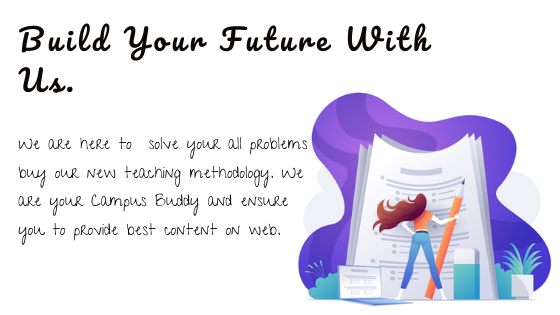 Build Your Future With
Us.
we are here to solve your all problems
buy our new teaching methodology. we
are your Campus Buddy and ensure
you to provide best content on web.